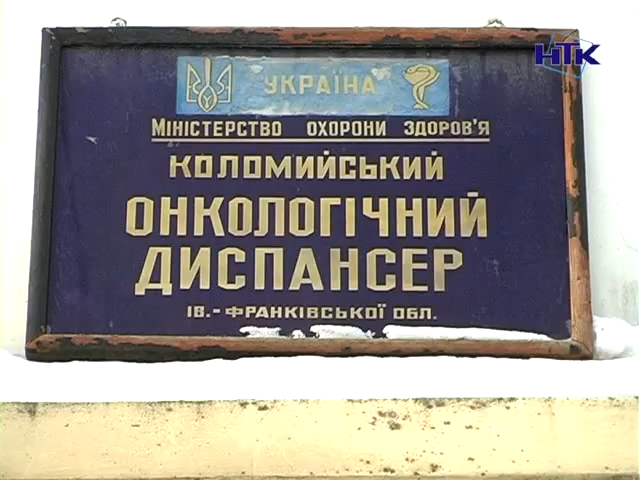 НТК
УКРАЇНА
МІНІСТЕРСТВО ОХОРОНИ ЗДОРОВ'Я
КОЛОМИЙСЬКИЙ
ОНКОЛОГІЧНИЙ
ДИСПАНСЕР
ІВ.-ФРАНКІВСЬКОЇ ОБЛ.